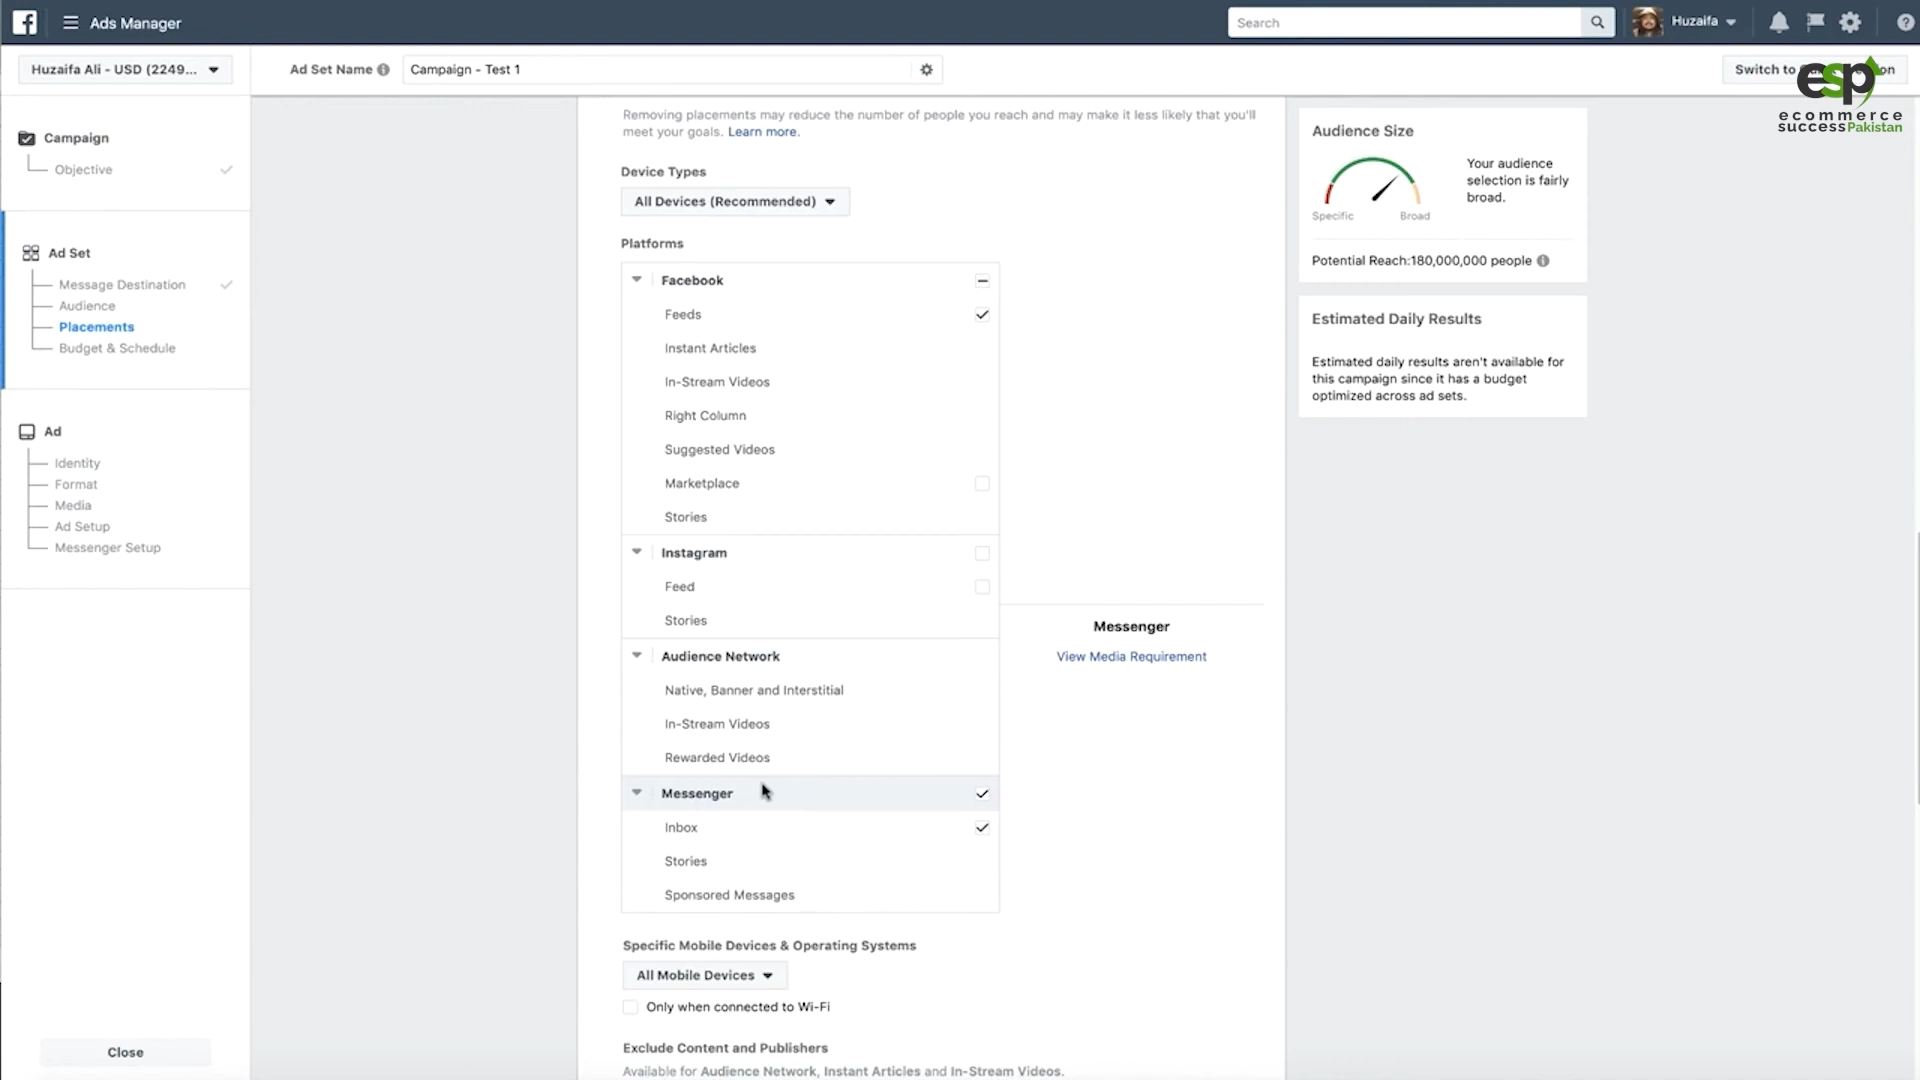 Ads Manager
Search
Huzaifa
Huzaifa Ali - USD (2249...
Ad Set Name
Campaign - Test 1
Switch to
on
esp
ecommerce
successPakistan
Campaign
Objective
Ad Set
Message Destination
Audience
Placements
Budget & Schedule
Ad
Identity
Format
Media
Ad Setup
Messenger Setup
Close
Removing placements may reduce the number of people you reach and may make it less likely that you'll
meet your goals. Learn more.
Device Types
All Devices (Recommended)
Platforms
Facebook
Feeds
Instant Articles
In-Stream Videos
Right Column
Suggested Videos
Marketplace
Stories
Instagram
Feed
Stories
Audience Network
Native, Banner and Interstitial
In-Stream Videos
Rewarded Videos
Messenger
Inbox
Stories
Sponsored Messages
Messenger
View Media Requirement
Specific Mobile Devices & Operating Systems
All Mobile Devices
Only when connected to Wi-Fi
Exclude Content and Publishers
Available for Audience Network, Instant Articles and In-Stream Videos.
Audience Size
Specific
Broad
Your audience
selection is fairly
broad.
Potential Reach:180,000,000 people
Estimated Daily Results
Estimated daily results aren't available for
this campaign since it has a budget
optimized across ad sets.